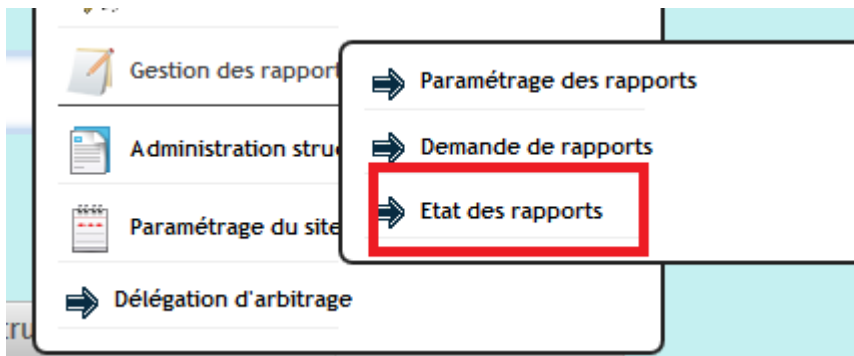 Gestion des rapport
Paramétrage des rapports
Administration stru
Demande de rapports
Etat des rapports
Paramétrage du site
Délégation d'arbitrage
tru